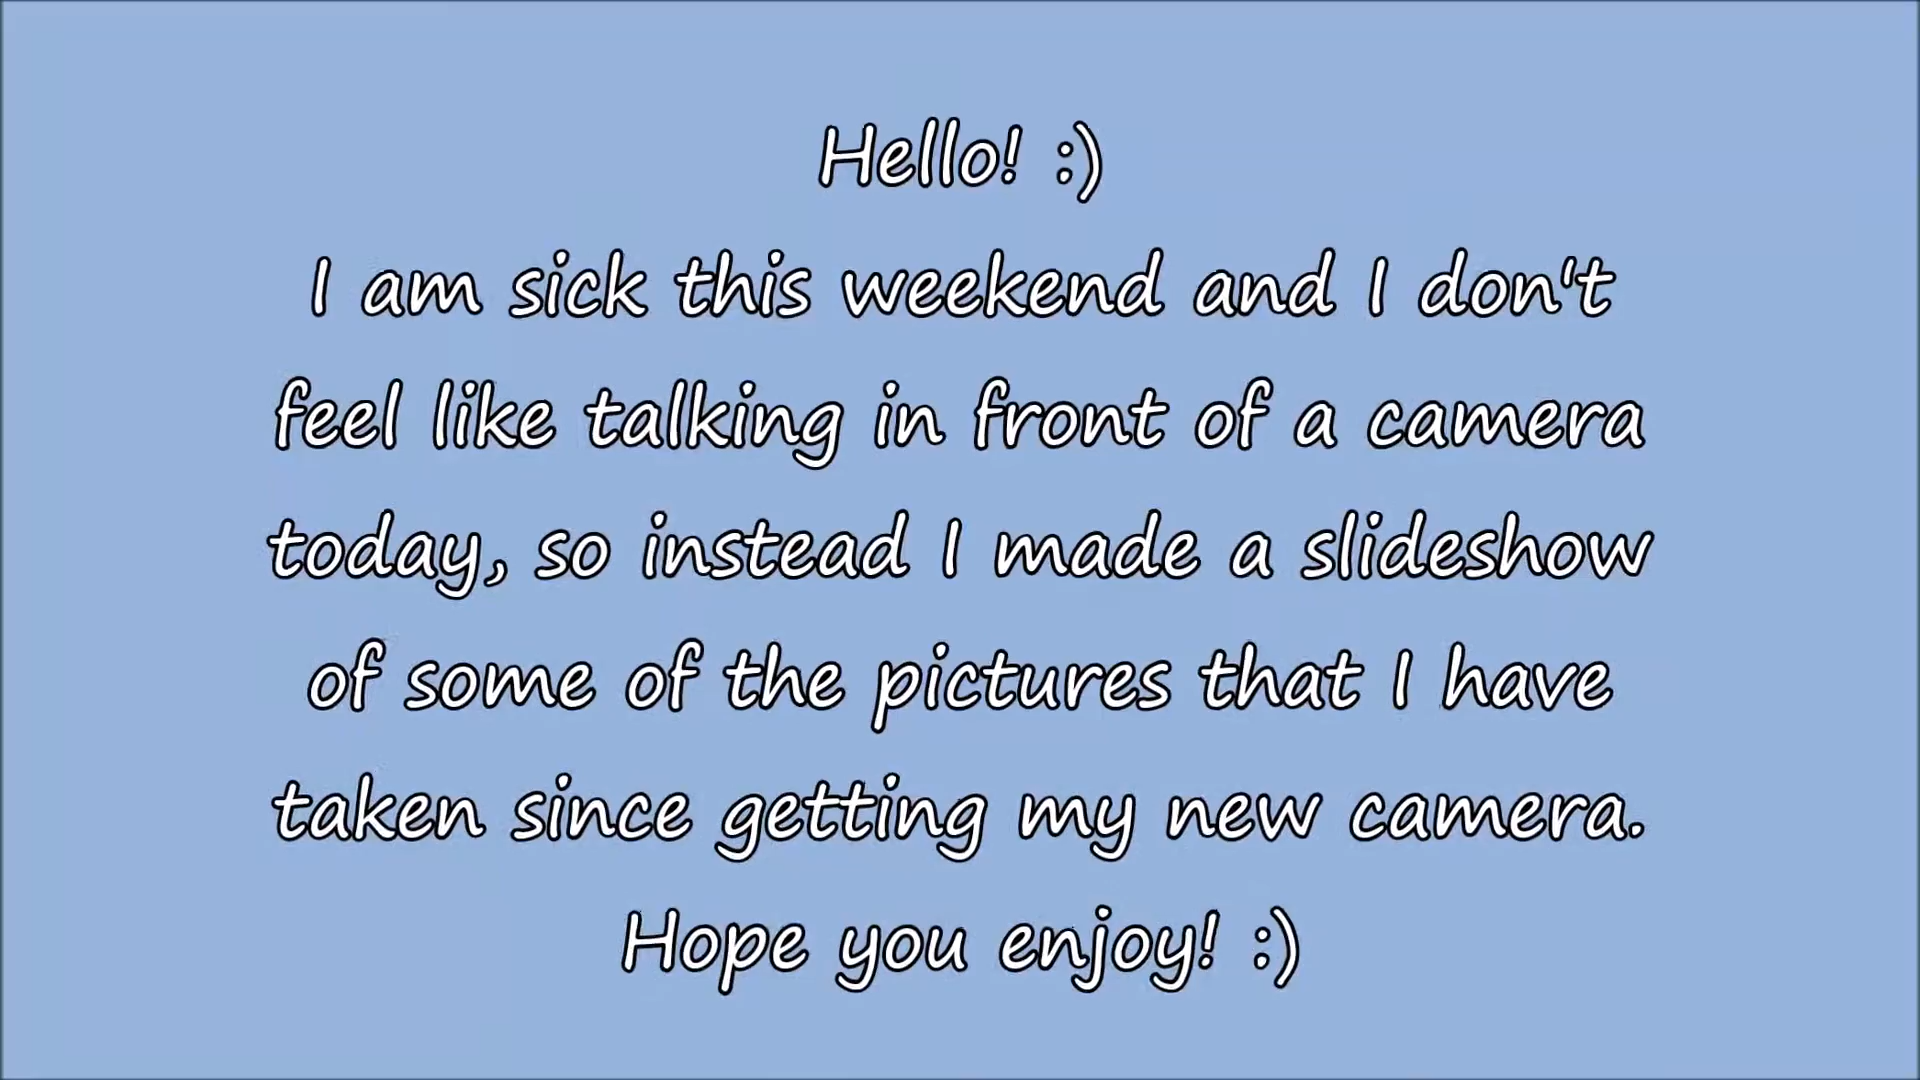 Hello! :)
I am sick this weekend and I don't
feel like talking in front of a camera
today, so instead I made a slideshow
of some of the pictures that I have
taken since getting my new camera.
Hope you enjoy! :)